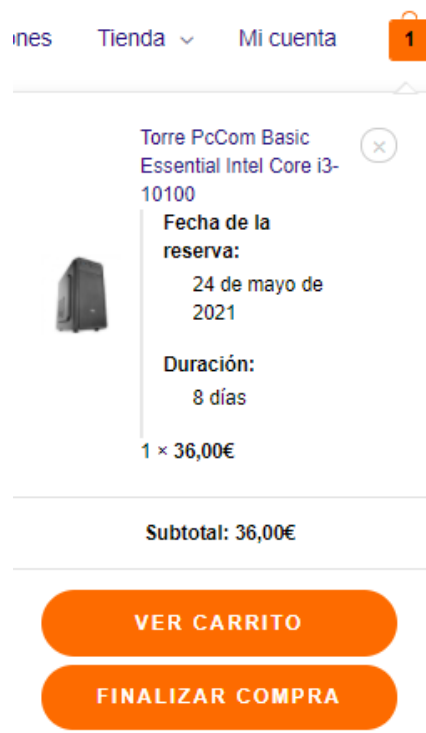 Tienda Mi cuenta 1
Torre PcCom Basic
Essential Intel Core i3-
10100
Fecha de la
reserva:
24 de mayo de
2021
Duración:
8 días
1 × 36,00€
Subtotal: 36,00€
VER CARRITO
FINALIZAR COMPRA